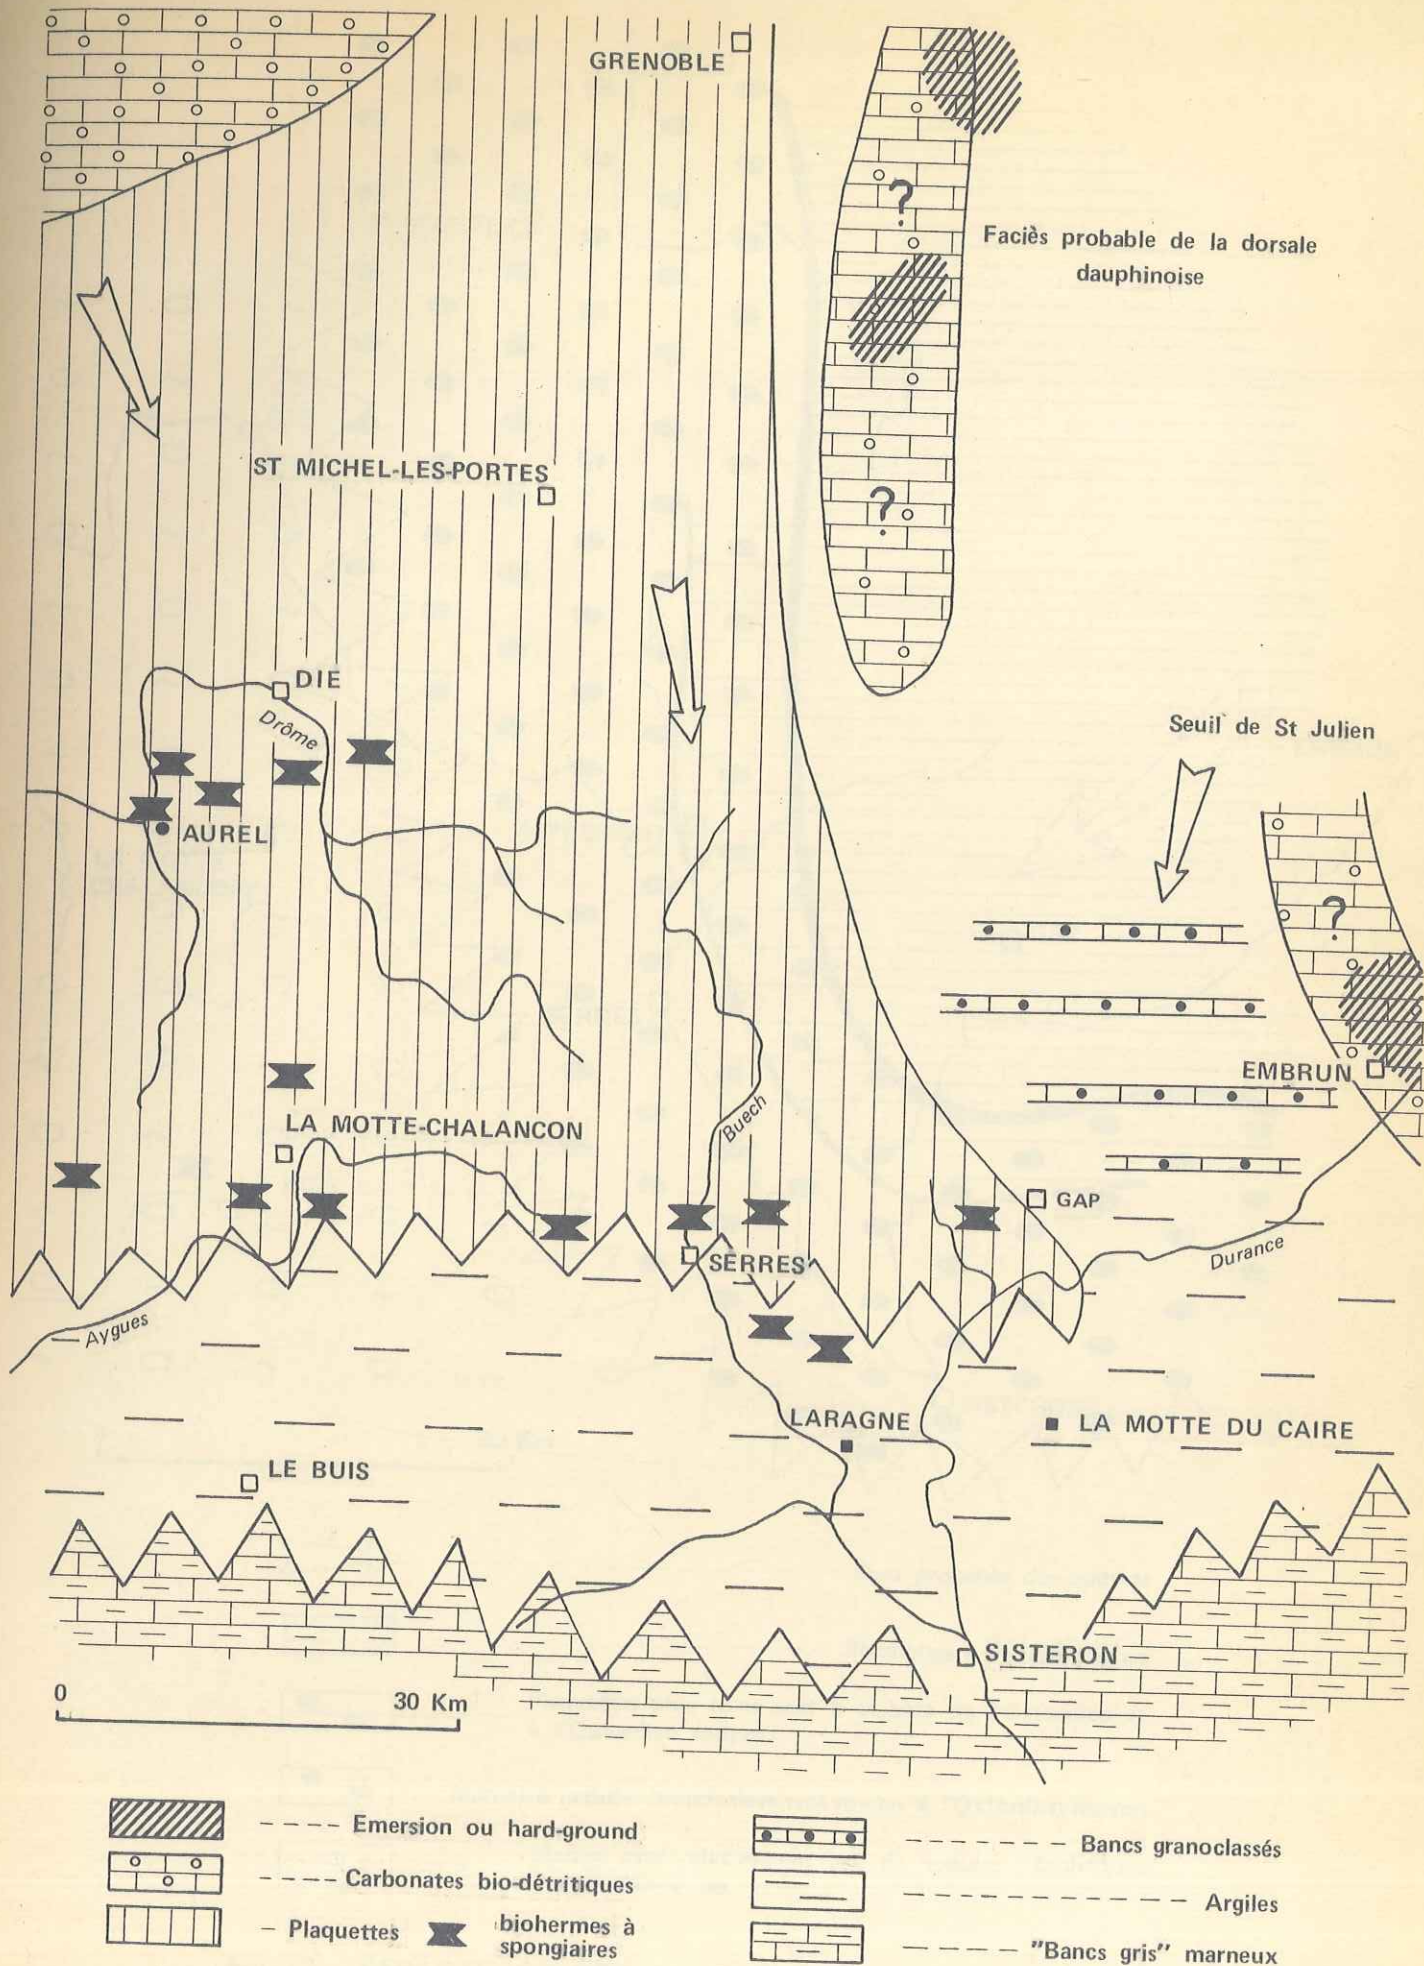 GRENOBLE
?
Faciès probable de la dorsale
dauphinoise
ST MICHEL-LES-PORTES
?
DIE
Drôme
Seuil de St Julien
AUREL
?
EMBRUN
LA MOTTE-CHALANCON
Buech
GAP
Durance
SERRES
Aygues
LARAGNE
LA MOTTE DU CAIRE
LE BUIS
SISTERON
0 30 Km
Emersion ou hard-ground
Carbonates bio-détritiques
Plaquettes
biohermes à
spongiaires
Bancs granoclassés
Argiles
"Bancs gris" marneux